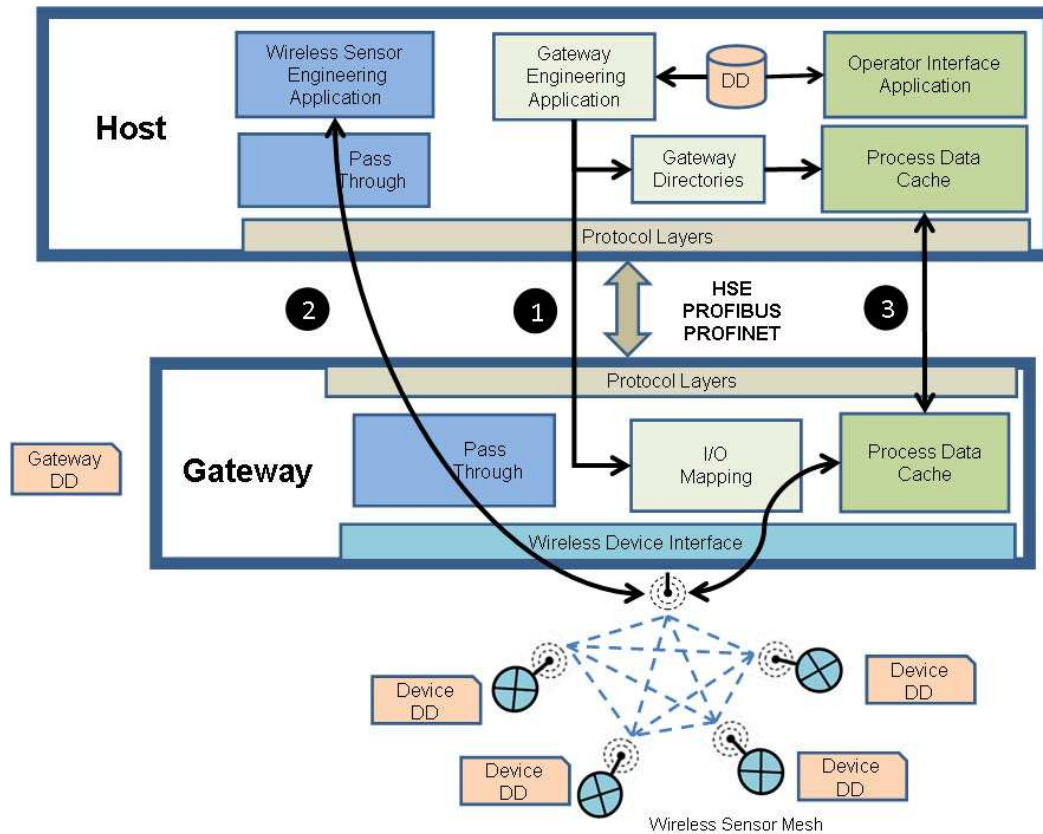 Wireless Sensor
Engineering
Application
Gateway
Engineering
Application
DD
Operator Interface
Application
Host
Pass
Through
Gateway
Directories
Process Data
Cache
Protocol Layers
2
1
HSE
PROFIBUS
PROFINET
3
Protocol Layers
Gateway
DD
Gateway
Pass
Through
I/O
Mapping
Process Data
Cache
Wireless Device Interface
Device
DD
Device
DD
Device
DD
Device
DD
Wireless Sensor Mesh